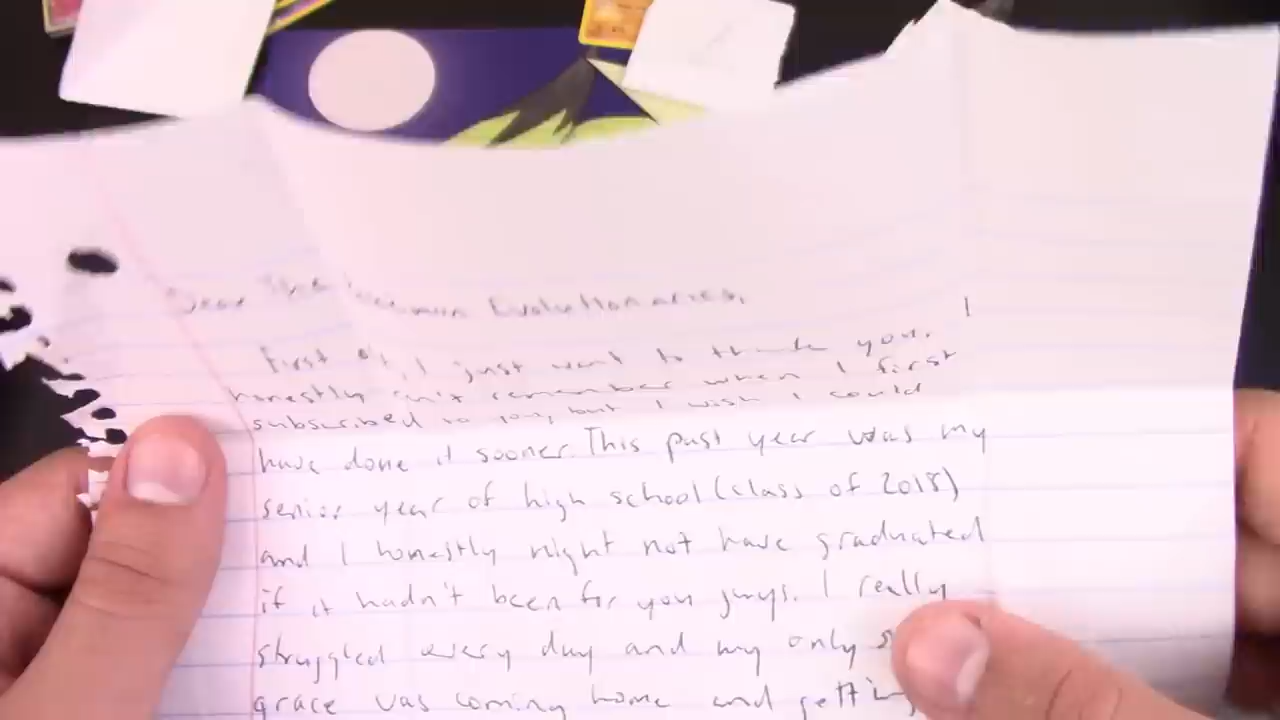 Dear The Pokemon Evolutionaries,
First off, I just want to thank you. I
honestly can't remember when I first
subscribed to you, but I wish I could
have done it sooner. This past year was my
senior year of high school (class of 2018)
and I honestly might not have graduated
if it hadn't been for you guys. I really
struggled every day and my only
grace was coming home and